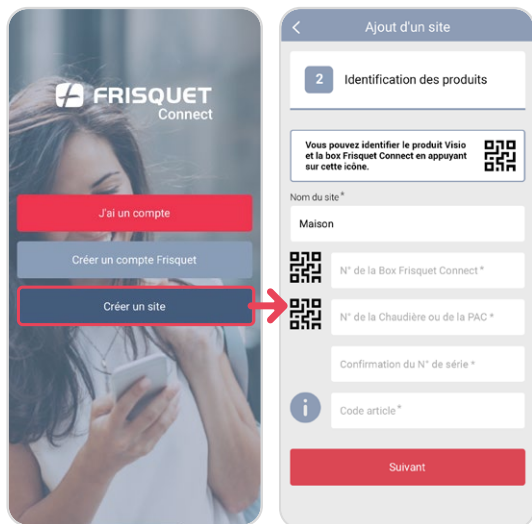 FRISQUET
Connect
J'ai un compte
Créer un compte Frisquet
Créer un site
Ajout d'un site
2
Identification des produits
Vous pouvez identifier le produit Visio
et la box Frisquet Connect en appuyant
sur cette icône.
Nom du site*
Maison
N° de la Box Frisquet Connect *
N° de la Chaudière ou de la PAC *
Confirmation du N° de série *
i
Code article*
Suivant